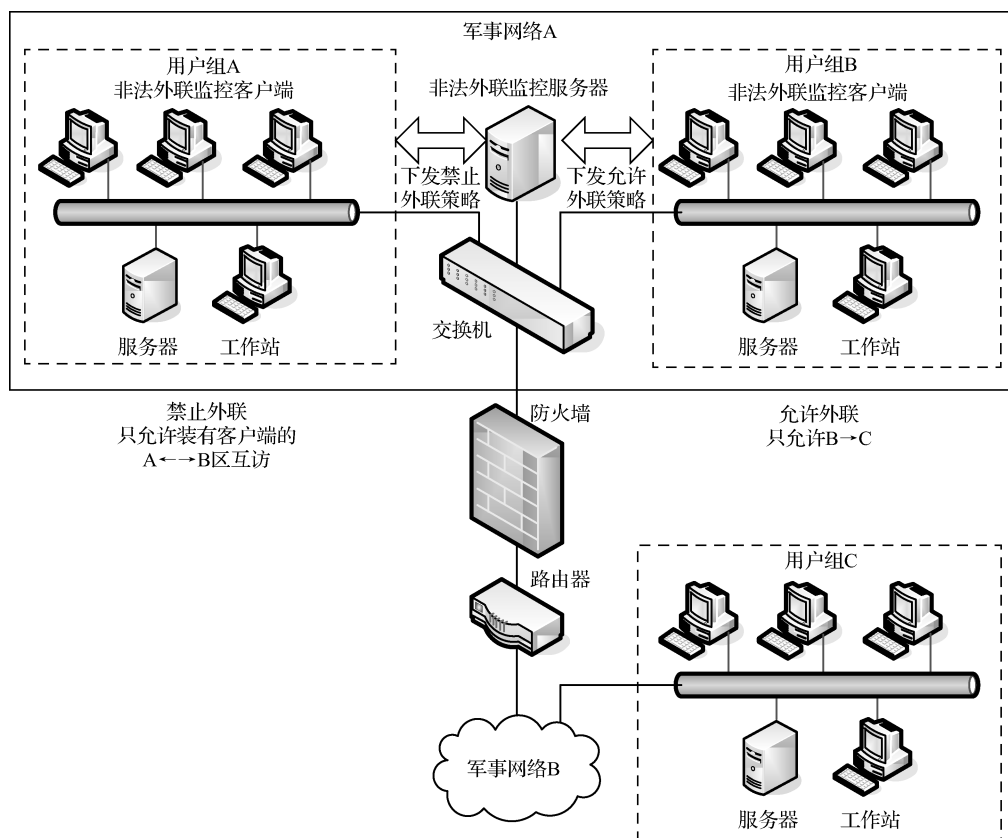 军事网络A
用户组A
非法外联监控客户端
非法外联监控服务器
用户组B
非法外联监控客户端
下发禁止
外联策略
下发允许
外联策略
服务器
工作站
交换机
服务器
工作站
禁止外联
只允许装有客户端的
A←→B区互访
防火墙
允许外联
只允许B→C
路由器
用户组C
军事网络B
服务器
工作站